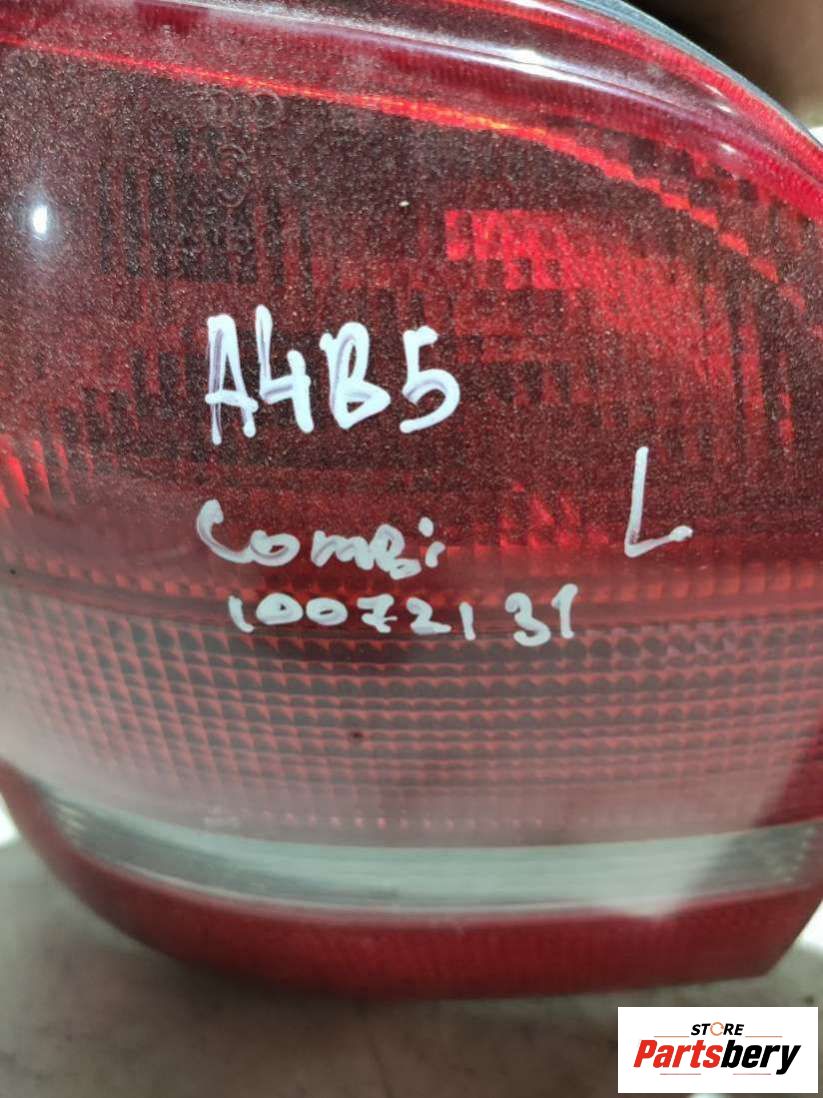 A4B5
L
Combi
10072131
STORE
Partsbery